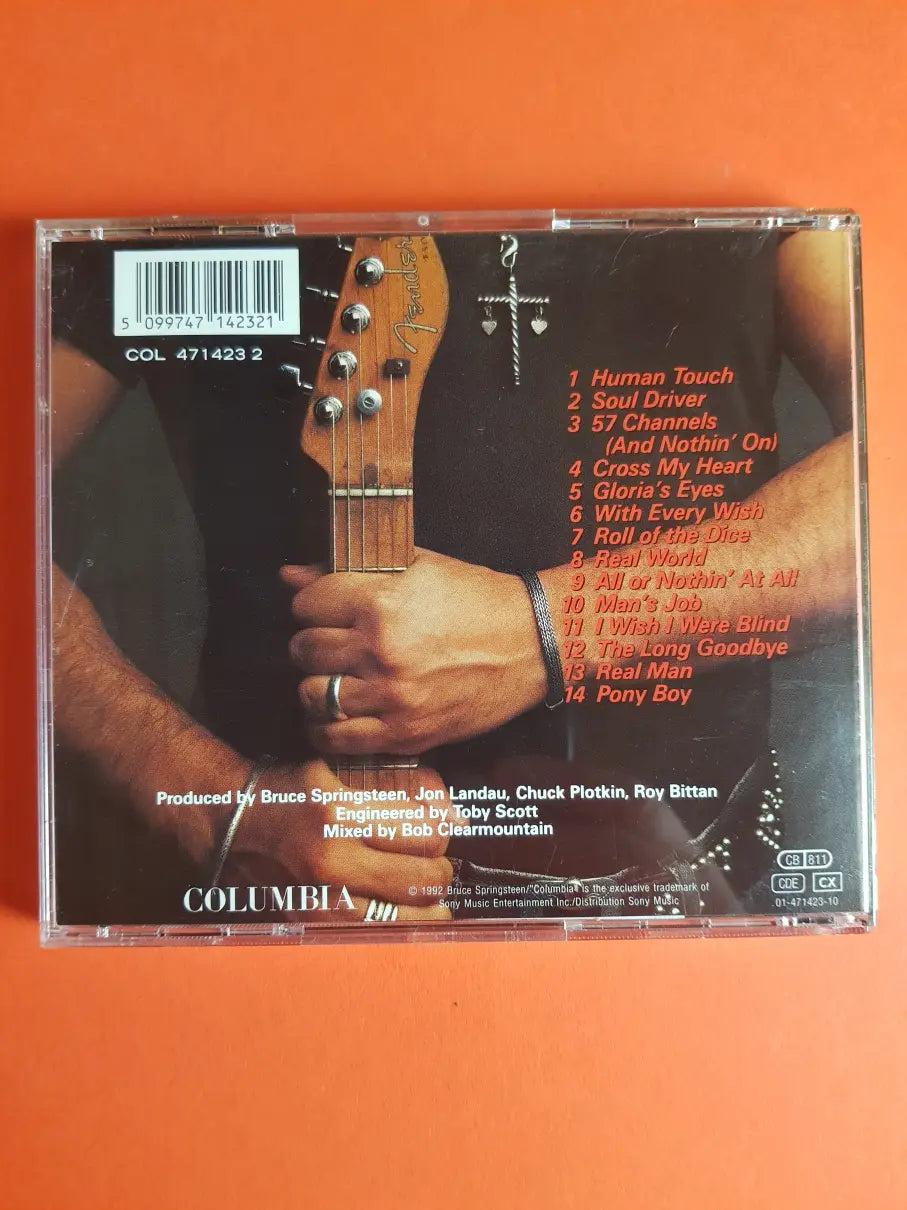 5 099747 142321
COL 471423 2
Fender
1 Human Touch
2 Soul Driver
3 57 Channels
(And Nothin' On)
4 Cross My Heart
5 Gloria's Eyes
6 With Every Wish
7 Roll of the Dice
8 Real World
9 All or Nothin' At All
10 Man's Job
11 I Wish I Were Blind
12 The Long Goodbye
13 Real Man
14 Pony Boy
Produced by Bruce Springsteen, Jon Landau, Chuck Plotkin, Roy Bittan
Engineered by Toby Scott
Mixed by Bob Clearmountain
COLUMBIA
© 1992 Bruce Springsteen/"Columbia" is the exclusive trademark of
Sony Music Entertainment Inc./Distribution Sony Music
CB 811
CDE CX
01-471423-10